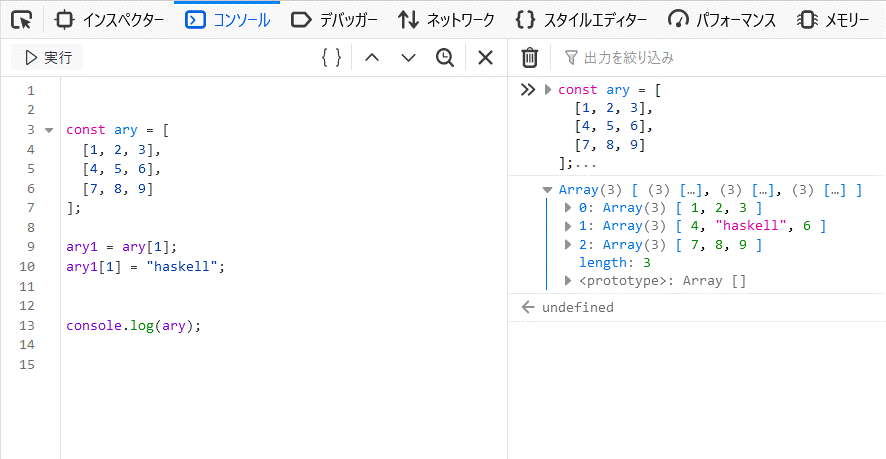 インスペクター コンソール デバッガー ネットワーク スタイルエディター パフォーマンス メモリー
実行 { } 出力を絞り込み
1
2
3 const ary = [
4 [1, 2, 3],
5 [4, 5, 6],
6 [7, 8, 9]
7 ];
8
9 ary1 = ary[1];
10 ary1[1] = "haskell";
11
12
13 console.log(ary);
14
15
const ary = [
[1, 2, 3],
[4, 5, 6],
[7, 8, 9]
];...
Array(3) [ (3) […], (3) […], (3) […] ]
0: Array(3) [ 1, 2, 3 ]
1: Array(3) [ 4, "haskell", 6 ]
2: Array(3) [ 7, 8, 9 ]
length: 3
<prototype>: Array []
undefined